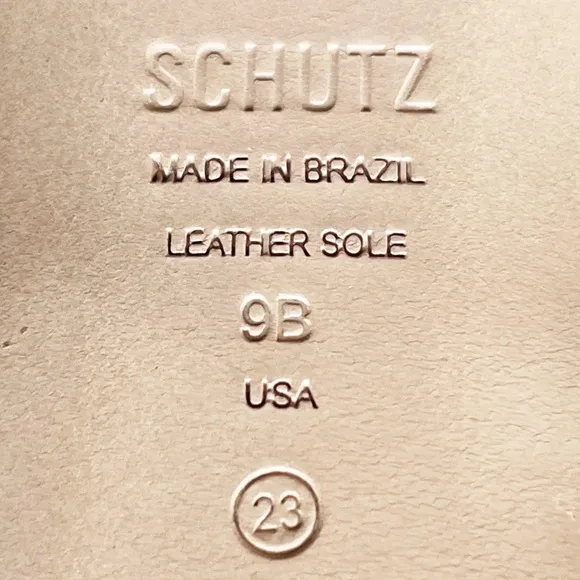 SCHUTZ
MADE IN BRAZIL
LEATHER SOLE
9B
USA
23